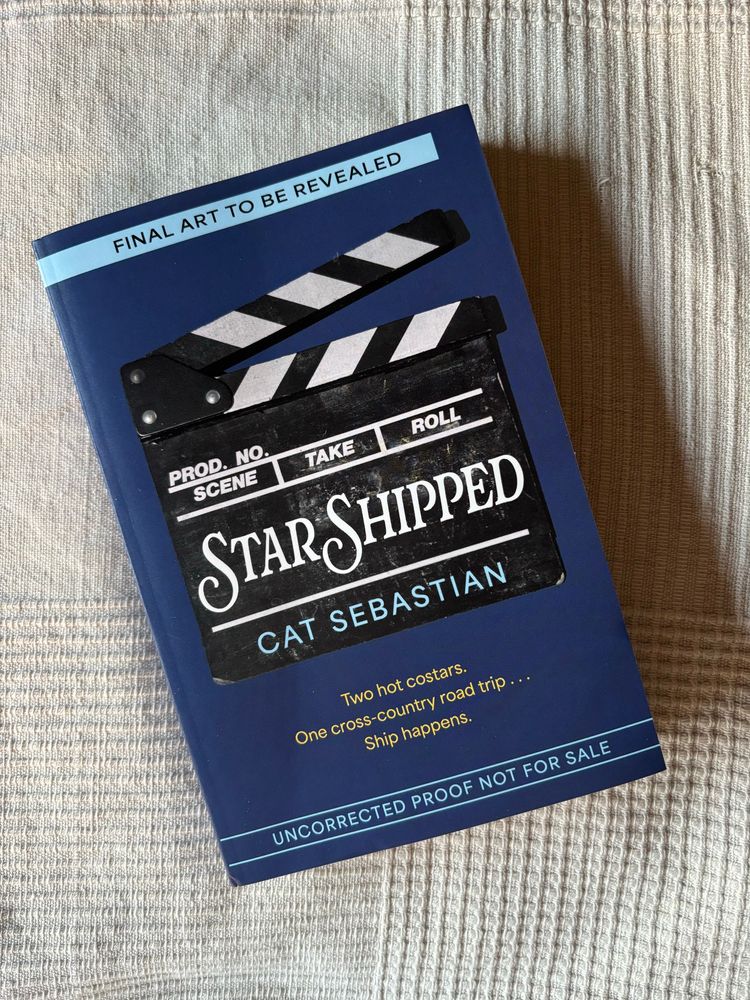 FINAL ART TO BE REVEALED
PROD. NO.
SCENE
TAKE
ROLL
STAR SHIPPED
CAT SEBASTIAN
Two hot costars.
One cross-country road trip . . .
Ship happens.
UNCORRECTED PROOF NOT FOR SALE